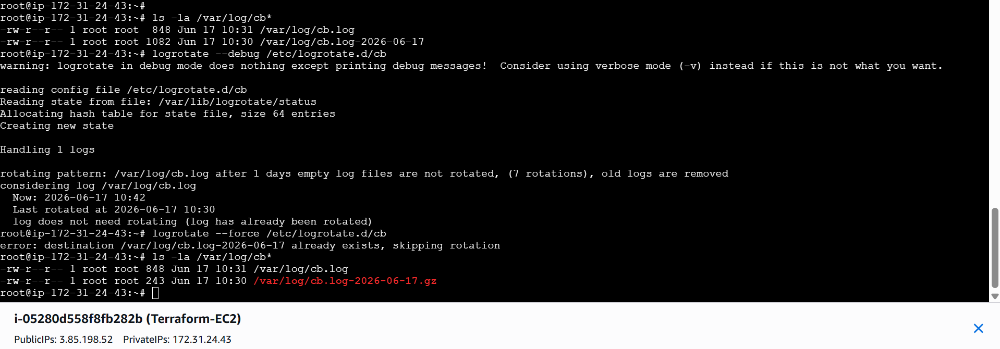 root@ip-172-31-24-43:~#
root@ip-172-31-24-43:~# ls -la /var/log/cb*
-rw-r--r-- 1 root root  848 Jun 17 10:31 /var/log/cb.log
-rw-r--r-- 1 root root 1082 Jun 17 10:30 /var/log/cb.log-2026-06-17
root@ip-172-31-24-43:~# logrotate --debug /etc/logrotate.d/cb
warning: logrotate in debug mode does nothing except printing debug messages!  Consider using verbose mode (-v) instead if this is not what you want.
reading config file /etc/logrotate.d/cb
Reading state from file: /var/lib/logrotate/status
Allocating hash table for state file, size 64 entries
Creating new state
Handling 1 logs
rotating pattern: /var/log/cb.log after 1 days empty log files are not rotated, (7 rotations), old logs are removed
considering log /var/log/cb.log
  Now: 2026-06-17 10:42
  Last rotated at 2026-06-17 10:30
  log does not need rotating (log has already been rotated)
root@ip-172-31-24-43:~# logrotate --force /etc/logrotate.d/cb
error: destination /var/log/cb.log-2026-06-17 already exists, skipping rotation
root@ip-172-31-24-43:~# ls -la /var/log/cb*
-rw-r--r-- 1 root root 848 Jun 17 10:31 /var/log/cb.log
-rw-r--r-- 1 root root 243 Jun 17 10:30 /var/log/cb.log-2026-06-17.gz
root@ip-172-31-24-43:~#
i-05280d558f8fb282b (Terraform-EC2)
PublicIPs: 3.85.198.52    PrivateIPs: 172.31.24.43